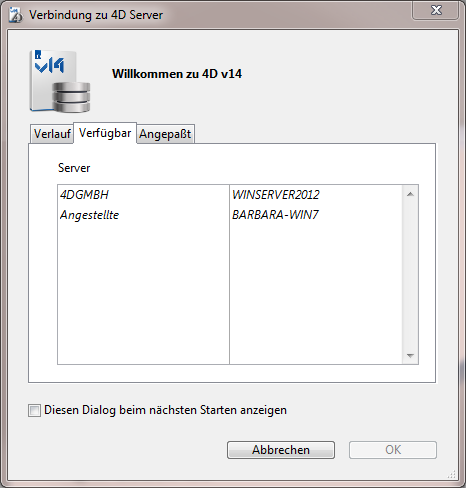 Verbindung zu 4D Server
v14
Willkommen zu 4D v14
Verlauf Verfügbar Angepaßt
Server
4DGMBH WINSERVER2012
Angestellte BARBARA-WIN7
Diesen Dialog beim nächsten Starten anzeigen
Abbrechen OK